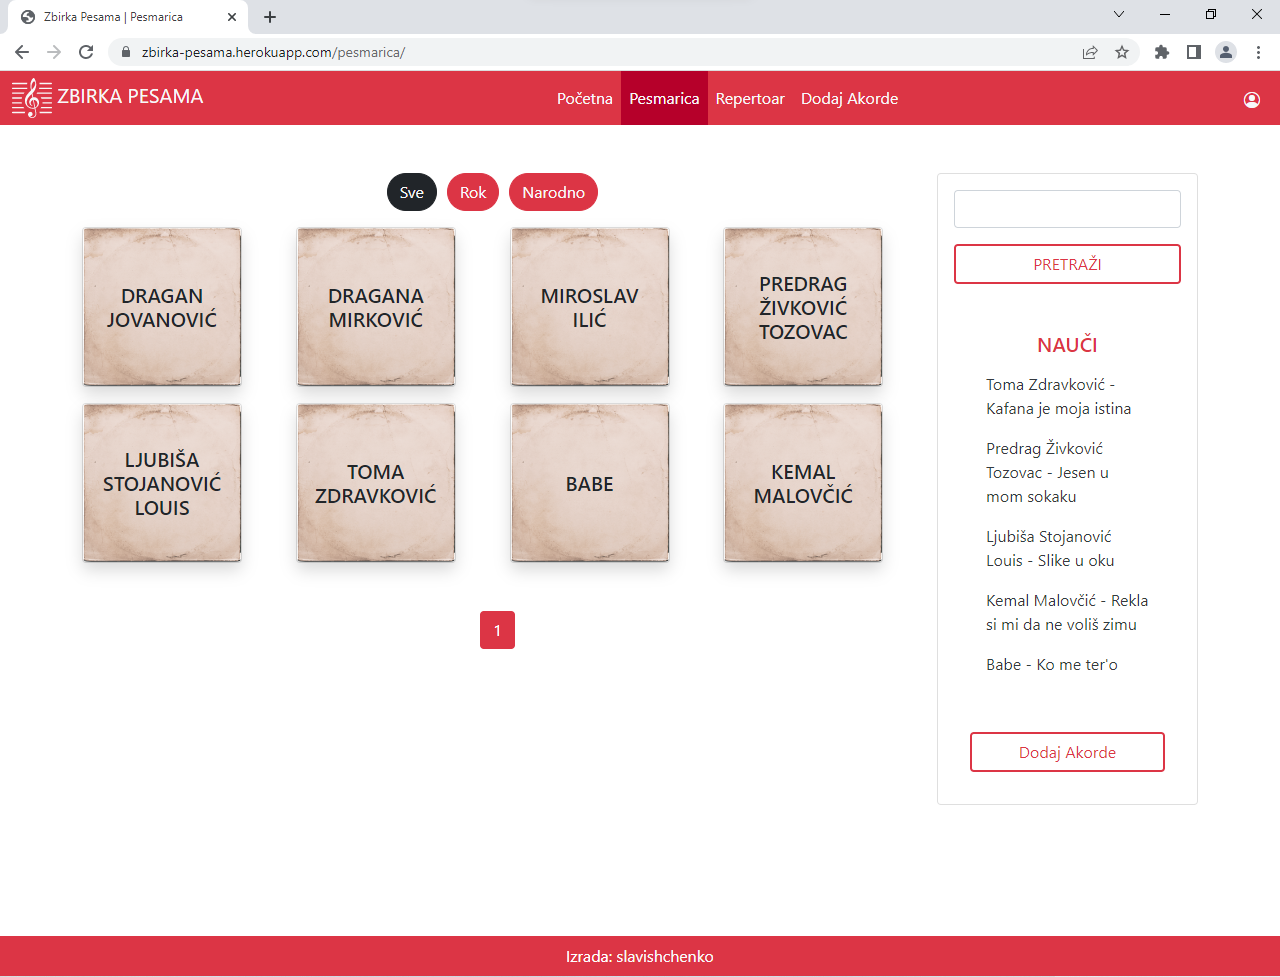 Zbirka Pesama | Pesmarica
zbirka-pesama.herokuapp.com/pesmarica/
ZBIRKA PESAMA
Početna
Pesmarica
Repertoar
Dodaj Akorde
Sve
Rok
Narodno
DRAGAN
JOVANOVIĆ
DRAGANA
MIRKOVIĆ
MIROSLAV
ILIĆ
PREDRAG
ŽIVKOVIĆ
TOZOVAC
LJUBIŠA
STOJANOVIĆ
LOUIS
TOMA
ZDRAVKOVIĆ
BABE
KEMAL
MALOVČIĆ
1
PRETRAŽI
NAUČI
Toma Zdravković -
Kafana je moja istina
Predrag Živković
Tozovac - Jesen u
mom sokaku
Ljubiša Stojanović
Louis - Slike u oku
Kemal Malovčić - Rekla
si mi da ne voliš zimu
Babe - Ko me ter'o
Dodaj Akorde
Izrada: slavishchenko